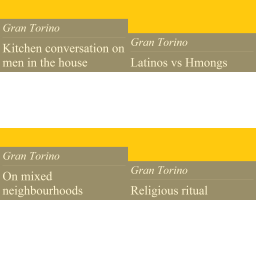 Gran Torino
Kitchen conversation on
men in the house
Gran Torino
Latinos vs Hmongs
Gran Torino
On mixed
neighbourhoods
Gran Torino
Religious ritual